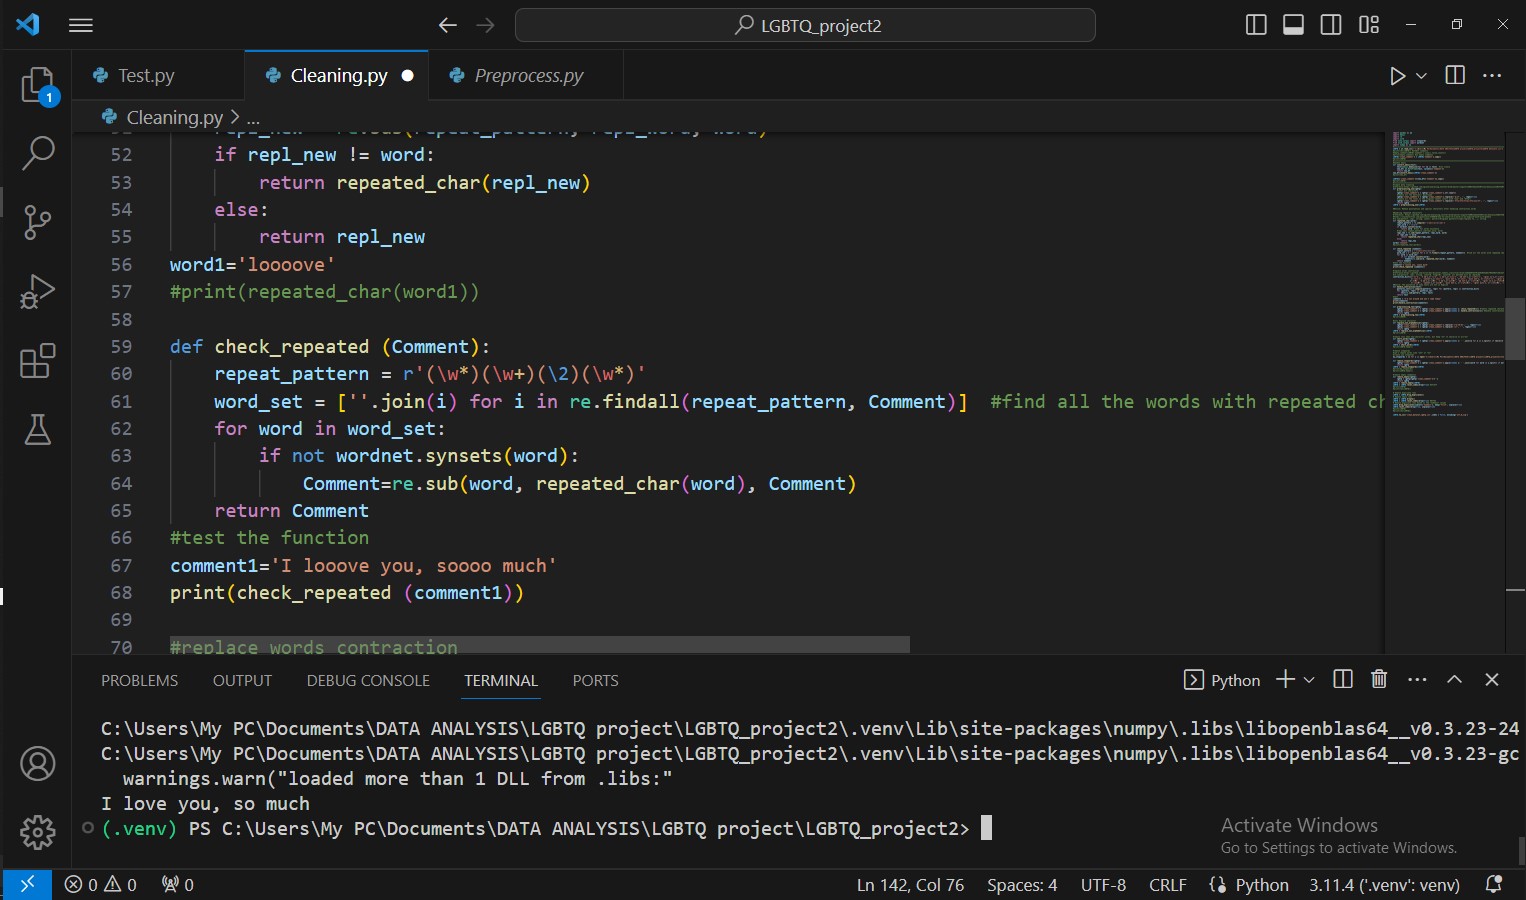 LGBTQ_project2
Test.py
Cleaning.py
Preprocess.py
1
Cleaning.py > ...
52 if repl_new != word:
53 return repeated_char(repl_new)
54 else:
55 return repl_new
56 word1='loooove'
57 #print(repeated_char(word1))
58
59 def check_repeated (Comment):
60 repeat_pattern = r'(\w*)(\w+)(\2)(\w*)'
61 word_set = [''.join(i) for i in re.findall(repeat_pattern, Comment)]  #find all the words with repeated ch
62 for word in word_set:
63 if not wordnet.synsets(word):
64 Comment=re.sub(word, repeated_char(word), Comment)
65 return Comment
66 #test the function
67 comment1='I looove you, soooo much'
68 print(check_repeated (comment1))
69
70 #replace words contraction
PROBLEMS OUTPUT DEBUG CONSOLE TERMINAL PORTS
Python
C:\Users\My PC\Documents\DATA ANALYSIS\LGBTQ project\LGBTQ_project2\.venv\Lib\site-packages\numpy\.libs\libopenblas64__v0.3.23-24
C:\Users\My PC\Documents\DATA ANALYSIS\LGBTQ project\LGBTQ_project2\.venv\Lib\site-packages\numpy\.libs\libopenblas64__v0.3.23-gc
warnings.warn("loaded more than 1 DLL from .libs:"
I love you, so much
(.venv) PS C:\Users\My PC\Documents\DATA ANALYSIS\LGBTQ project\LGBTQ_project2>
Activate Windows
Go to Settings to activate Windows.
0 0 0 Ln 142, Col 76 Spaces: 4 UTF-8 CRLF Python 3.11.4 ('.venv': venv)